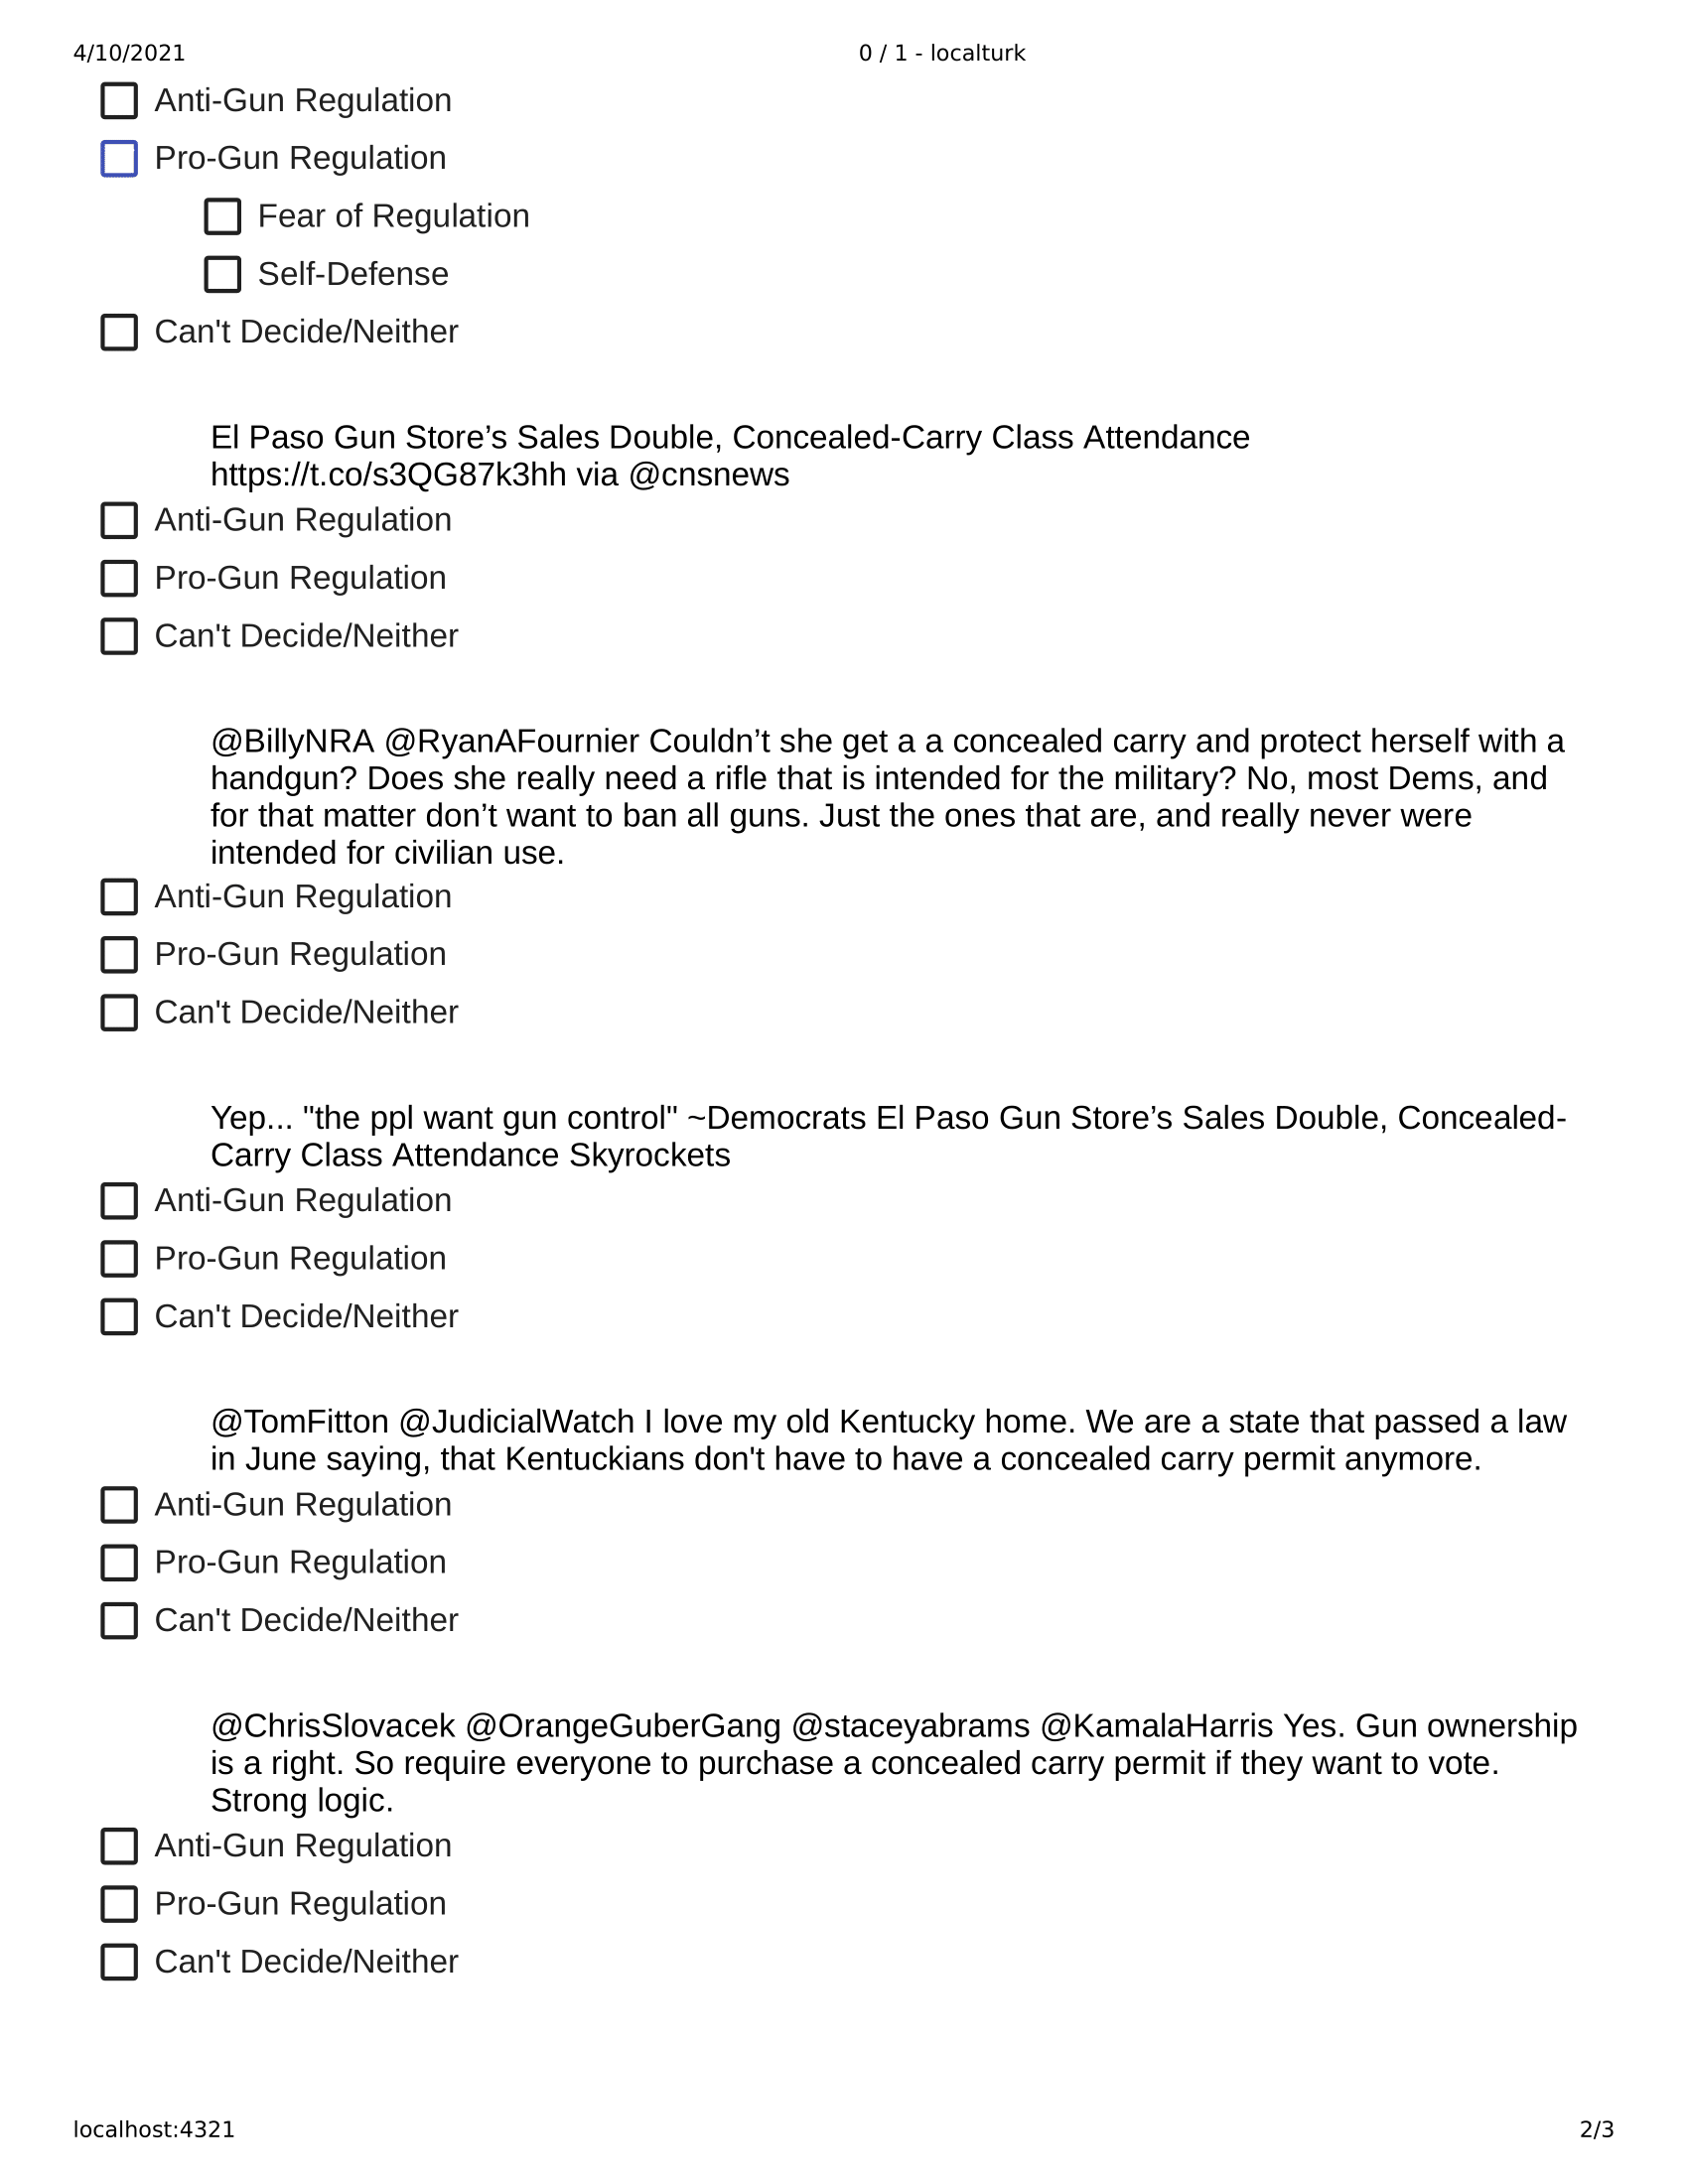 4/10/2021 0 / 1 - localturk
Anti-Gun Regulation
Pro-Gun Regulation
Fear of Regulation
Self-Defense
Can't Decide/Neither
El Paso Gun Store’s Sales Double, Concealed-Carry Class Attendance
https://t.co/s3QG87k3hh via @cnsnews
Anti-Gun Regulation
Pro-Gun Regulation
Can't Decide/Neither
@BillyNRA @RyanAFournier Couldn’t she get a a concealed carry and protect herself with a
handgun? Does she really need a rifle that is intended for the military? No, most Dems, and
for that matter don’t want to ban all guns. Just the ones that are, and really never were
intended for civilian use.
Anti-Gun Regulation
Pro-Gun Regulation
Can't Decide/Neither
Yep... "the ppl want gun control" ~Democrats El Paso Gun Store’s Sales Double, Concealed-
Carry Class Attendance Skyrockets
Anti-Gun Regulation
Pro-Gun Regulation
Can't Decide/Neither
@TomFitton @JudicialWatch I love my old Kentucky home. We are a state that passed a law
in June saying, that Kentuckians don't have to have a concealed carry permit anymore.
Anti-Gun Regulation
Pro-Gun Regulation
Can't Decide/Neither
@ChrisSlovacek @OrangeGuberGang @staceyabrams @KamalaHarris Yes. Gun ownership
is a right. So require everyone to purchase a concealed carry permit if they want to vote.
Strong logic.
Anti-Gun Regulation
Pro-Gun Regulation
Can't Decide/Neither
localhost:4321 2/3